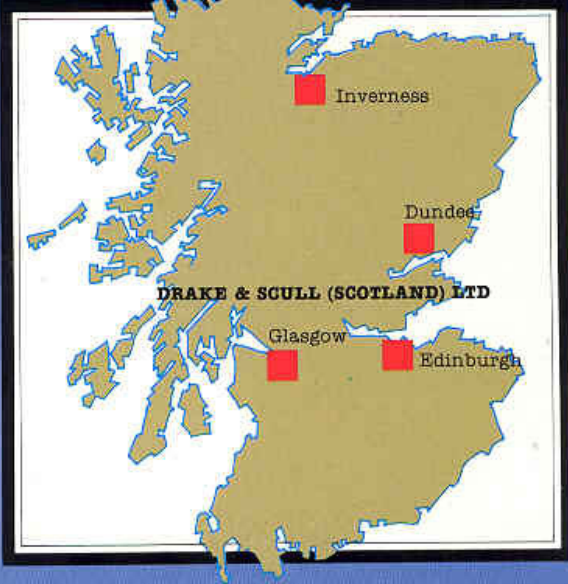 Inverness
Dundee
DRAKE & SCULL (SCOTLAND) LTD
Glasgow
Edinburgh